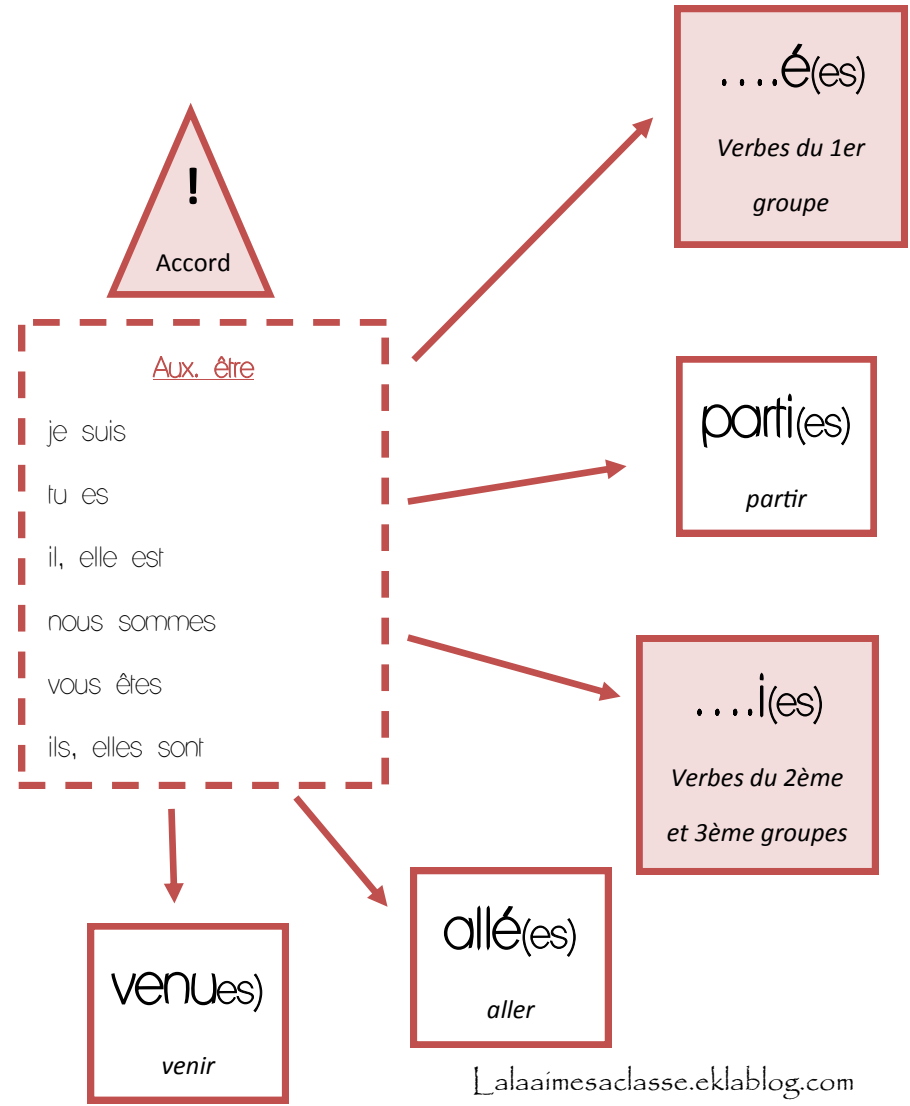 ....é(es)
Verbes du 1er
groupe
!
Accord
Aux. être
je suis
tu es
il, elle est
nous sommes
vous êtes
ils, elles sont
parti(es)
partir
....i(es)
Verbes du 2ème
et 3ème groupes
allé(es)
aller
venues)
venir
Lalaaimesaclasse.eklablog.com